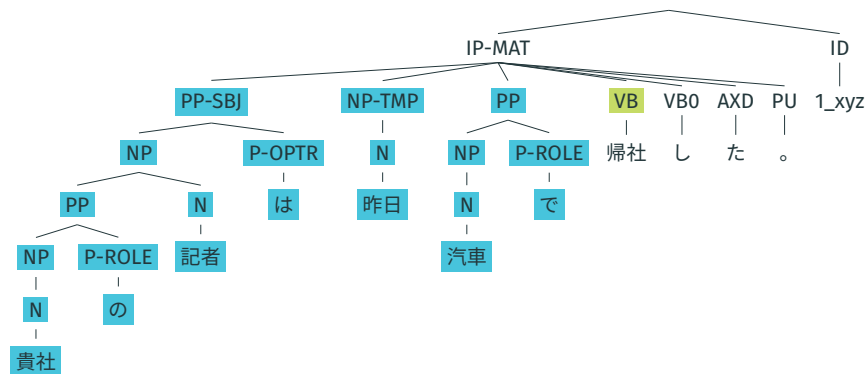 IP-MAT ID
PP-SBJ NP-TMP PP VB VB0 AXD PU 1_xyz
NP P-OPTR N NP P-ROLE 帰社 し た 。
PP N は 昨日 N で
NP P-ROLE 記者 汽車
N の
貴社